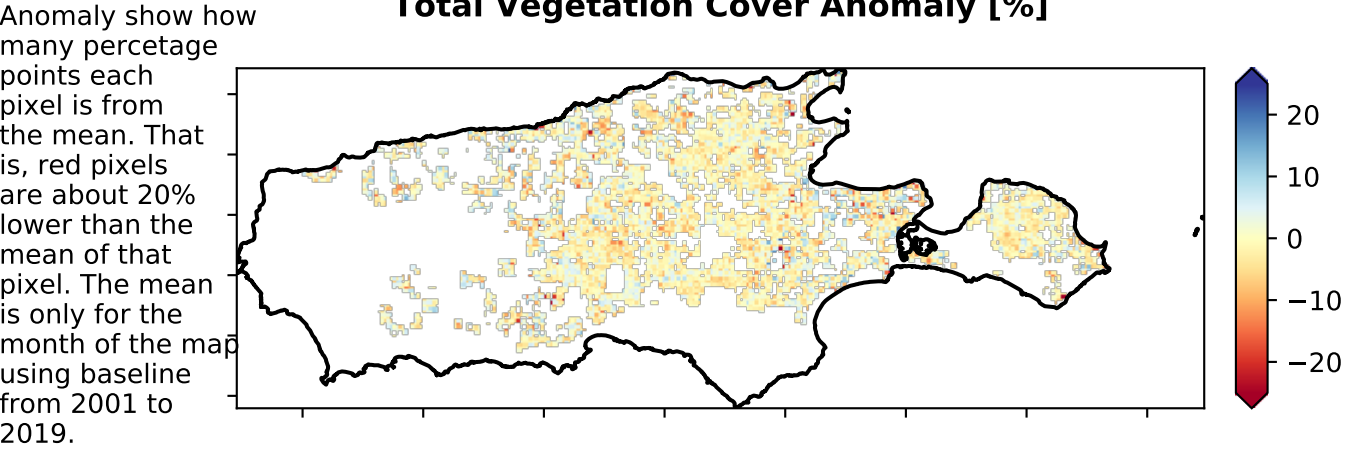 Total Vegetation Cover Anomaly [%]
Anomaly show how
many percetage
points each
pixel is from
the mean. That
is, red pixels
are about 20%
lower than the
mean of that
pixel. The mean
is only for the
month of the map
using baseline
from 2001 to
2019.
20
10
0
−10
−20